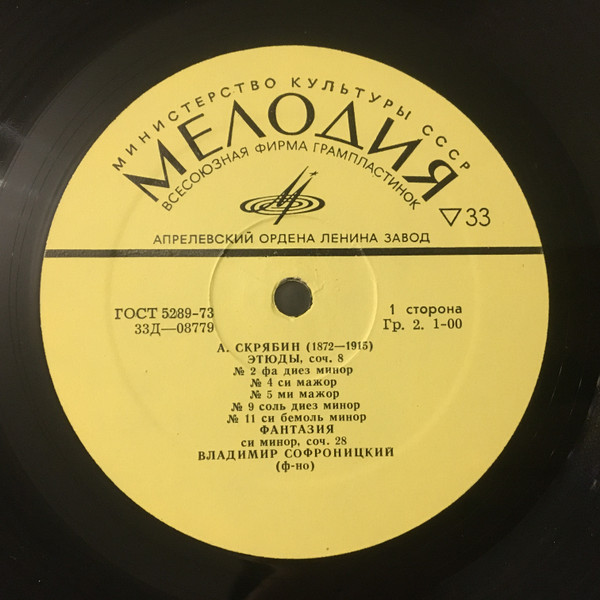 МИНИСТЕРСТВО КУЛЬТУРЫ СССР
МЕЛОДИЯ
ВСЕСОЮЗНАЯ ФИРМА ГРАМПЛАСТИНОК
▽33
АПРЕЛЕВСКИЙ ОРДЕНА ЛЕНИНА ЗАВОД
ГОСТ 5289-73
33Д—08779
1 сторона
Гр. 2. 1-00
А. СКРЯБИН (1872—1915)
ЭТЮДЫ, соч. 8
№ 2 фа диез минор
№ 4 си мажор
№ 5 ми мажор
№ 9 соль диез минор
№ 11 си бемоль минор
ФАНТАЗИЯ
си минор, соч. 28
ВЛАДИМИР СОФРОНИЦКИЙ
(ф-но)